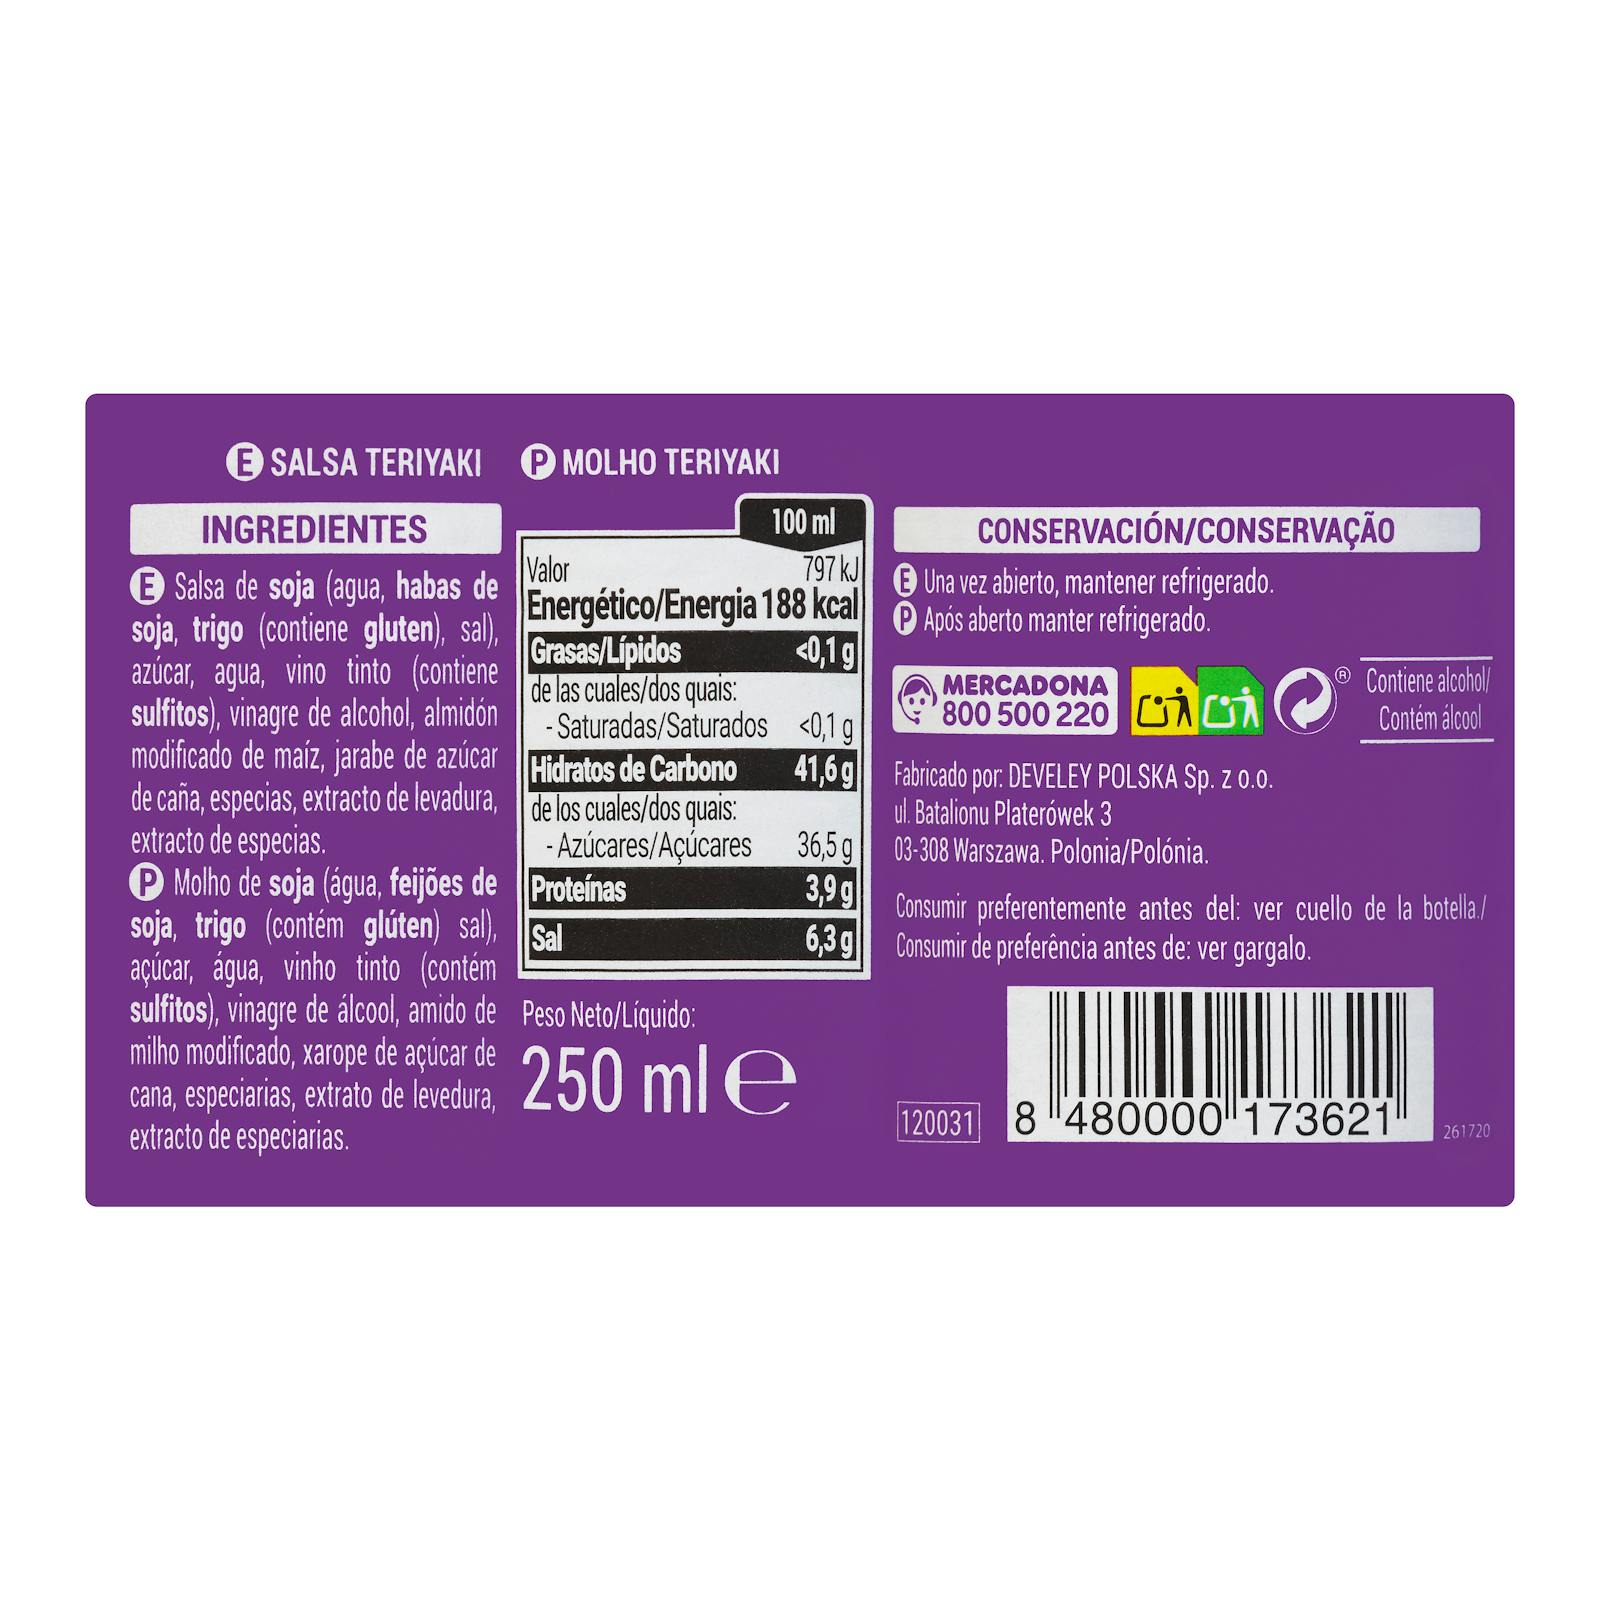 E SALSA TERIYAKI
P MOLHO TERIYAKI
INGREDIENTES
E Salsa de soja (agua, habas de
soja, trigo (contiene gluten), sal),
azúcar, agua, vino tinto (contiene
sulfitos), vinagre de alcohol, almidón
modificado de maíz, jarabe de azúcar
de caña, especias, extracto de levadura,
extracto de especias.
P Molho de soja (água, feijões de
soja, trigo (contém glúten) sal),
açúcar, água, vinho tinto (contém
sulfitos), vinagre de álcool, amido de
milho modificado, xarope de açúcar de
cana, especiarias, extrato de levedura,
extracto de especiarias.
100 ml
Valor 797 kJ
Energético/Energia 188 kcal
Grasas/Lípidos <0,1 g
de las cuales/dos quais:
- Saturadas/Saturados <0,1 g
Hidratos de Carbono 41,6 g
de los cuales/dos quais:
- Azúcares/Açúcares 36,5 g
Proteínas 3,9 g
Sal 6,3 g
Peso Neto/Líquido:
250 ml e
CONSERVACIÓN/CONSERVAÇÃO
E Una vez abierto, mantener refrigerado.
P Após aberto manter refrigerado.
MERCADONA
800 500 220
®
Contiene alcohol/
Contém álcool
Fabricado por: DEVELEY POLSKA Sp. z o.o.
ul. Batalionu Platerówek 3
03-308 Warszawa. Polonia/Polónia.
Consumir preferentemente antes del: ver cuello de la botella./
Consumir de preferência antes de: ver gargalo.
120031
8 480000 173621
261720